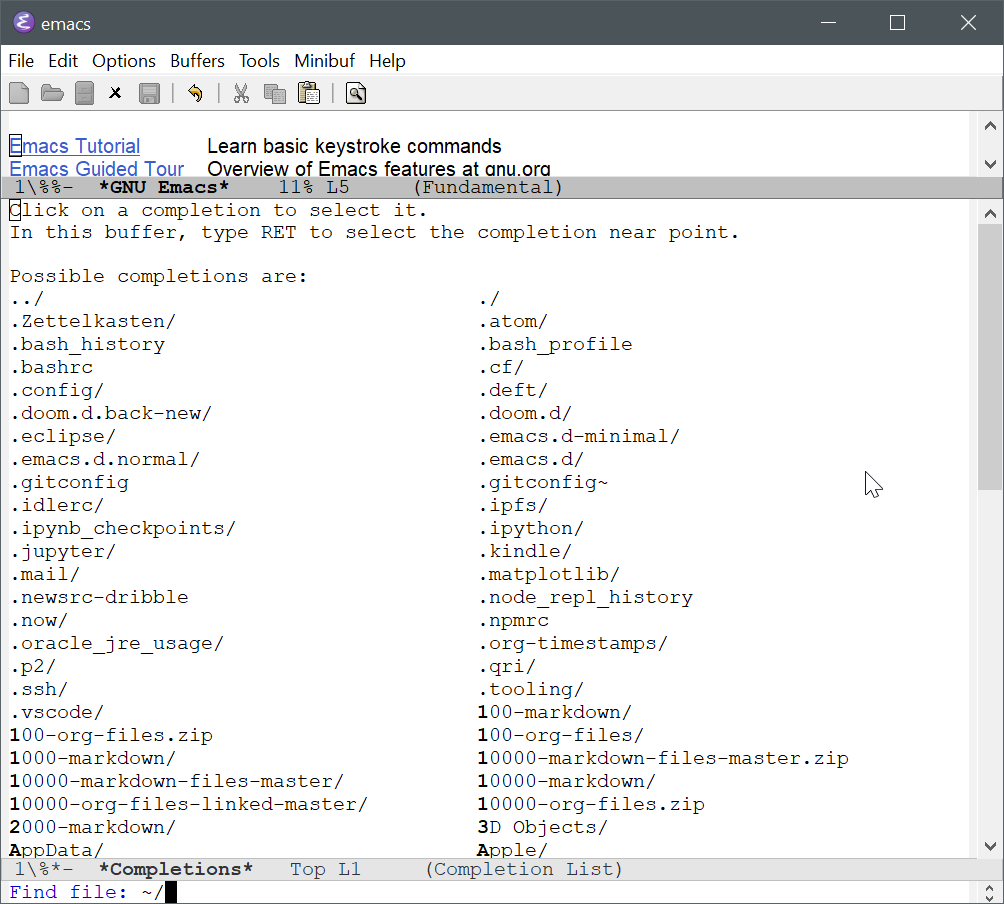 emacs
File Edit Options Buffers Tools Minibuf Help
Emacs Tutorial Learn basic keystroke commands
Emacs Guided Tour Overview of Emacs features at gnu.org
1\%%- *GNU Emacs* 11% L5 (Fundamental)
Click on a completion to select it.
In this buffer, type RET to select the completion near point.
Possible completions are:
../ ./
.Zettelkasten/ .atom/
.bash_history .bash_profile
.bashrc .cf/
.config/ .deft/
.doom.d.back-new/ .doom.d/
.eclipse/ .emacs.d-minimal/
.emacs.d.normal/ .emacs.d/
.gitconfig .gitconfig~
.idlerc/ .ipfs/
.ipynb_checkpoints/ .ipython/
.jupyter/ .kindle/
.mail/ .matplotlib/
.newsrc-dribble .node_repl_history
.now/ .npmrc
.oracle_jre_usage/ .org-timestamps/
.p2/ .qri/
.ssh/ .tooling/
.vscode/ 100-markdown/
100-org-files.zip 100-org-files/
1000-markdown/ 10000-markdown-files-master.zip
10000-markdown-files-master/ 10000-markdown/
10000-org-files-linked-master/ 10000-org-files.zip
2000-markdown/ 3D Objects/
AppData/ Apple/
1\%*- *Completions* Top L1 (Completion List)
Find file: ~/